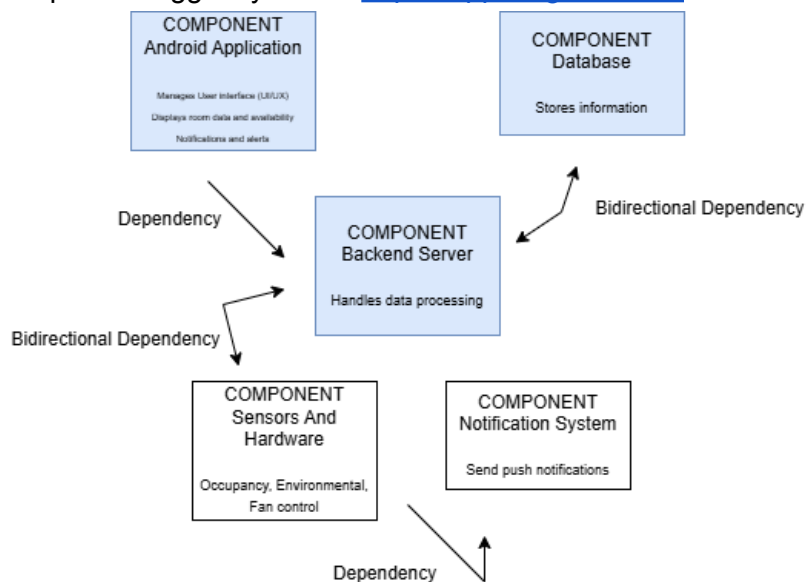 COMPONENT
Android Application
Manages User interface (UI/UX)
Displays room data and availability
Notifications and alerts
COMPONENT
Database
Stores information
Dependency
Bidirectional Dependency
COMPONENT
Backend Server
Handles data processing
Bidirectional Dependency
COMPONENT
Sensors And
Hardware
Occupancy, Environmental,
Fan control
COMPONENT
Notification System
Send push notifications
Dependency